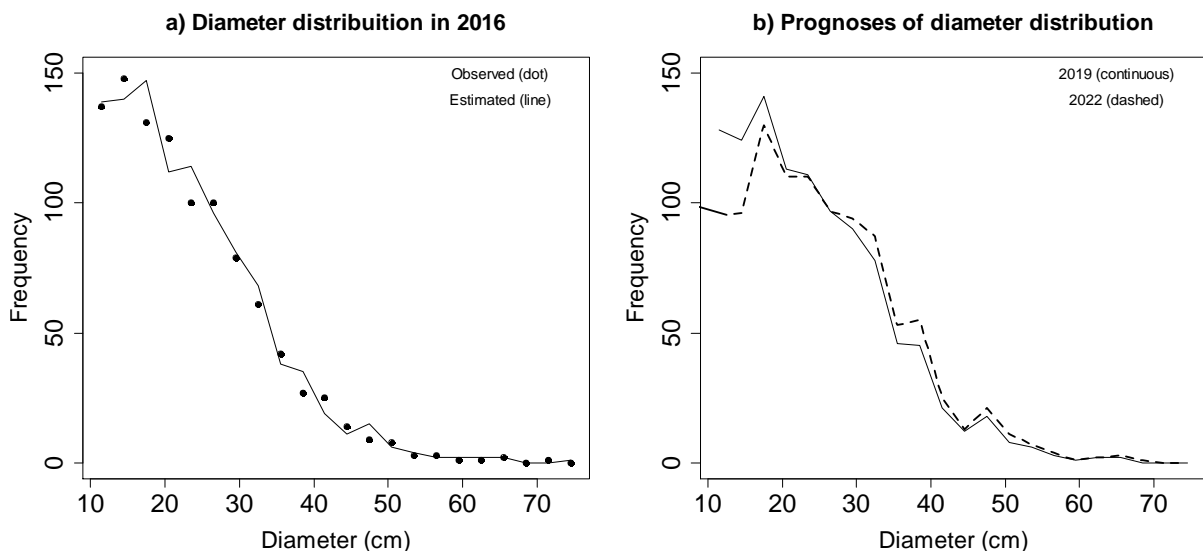 a) Diameter distribuition in 2016
150
100
50
0
Frequency
Observed (dot)
Estimated (line)
10 20 30 40 50 60 70
Diameter (cm)
b) Prognoses of diameter distribution
150
100
50
0
Frequency
2019 (continuous)
2022 (dashed)
10 20 30 40 50 60 70
Diameter (cm)